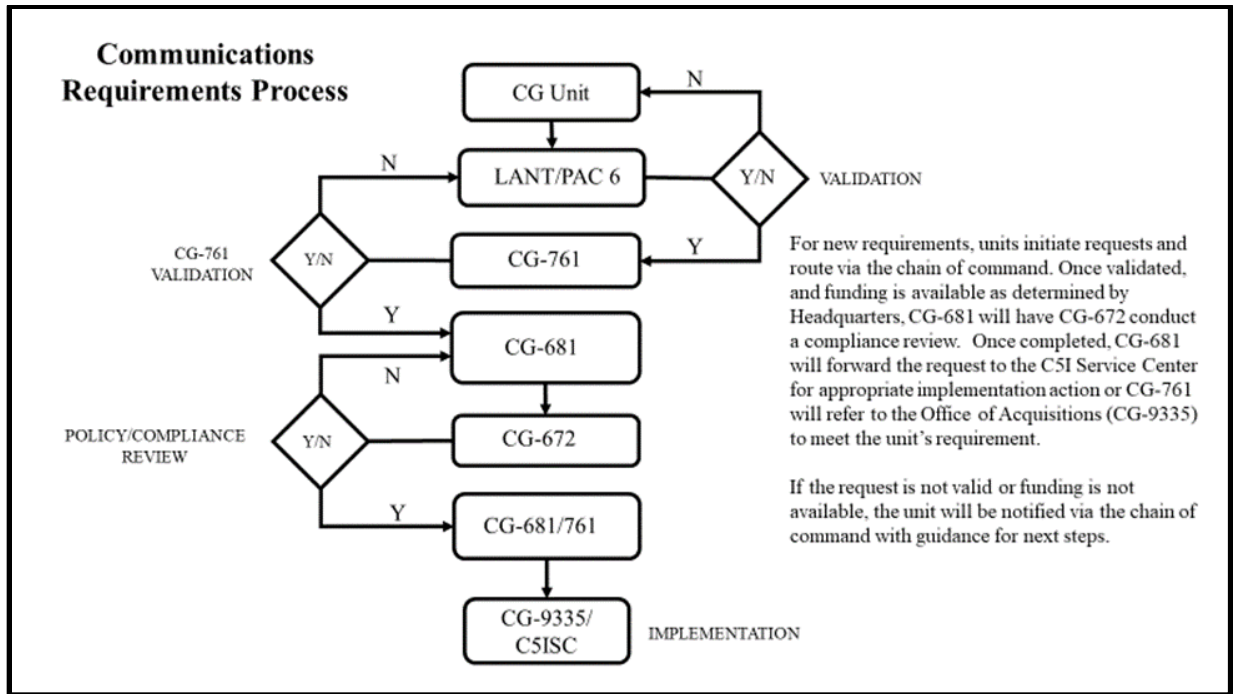 Communications
Requirements Process
CG Unit
N
LANT/PAC 6
N
Y/N
VALIDATION
CG-761
VALIDATION
Y/N
CG-761
Y
Y
CG-681
N
POLICY/COMPLIANCE
REVIEW
Y/N
CG-672
Y
CG-681/761
CG-9335/
C5ISC
IMPLEMENTATION
For new requirements, units initiate requests and
route via the chain of command. Once validated,
and funding is available as determined by
Headquarters, CG-681 will have CG-672 conduct
a compliance review. Once completed, CG-681
will forward the request to the C5I Service Center
for appropriate implementation action or CG-761
will refer to the Office of Acquisitions (CG-9335)
to meet the unit's requirement.
If the request is not valid or funding is not
available, the unit will be notified via the chain of
command with guidance for next steps.